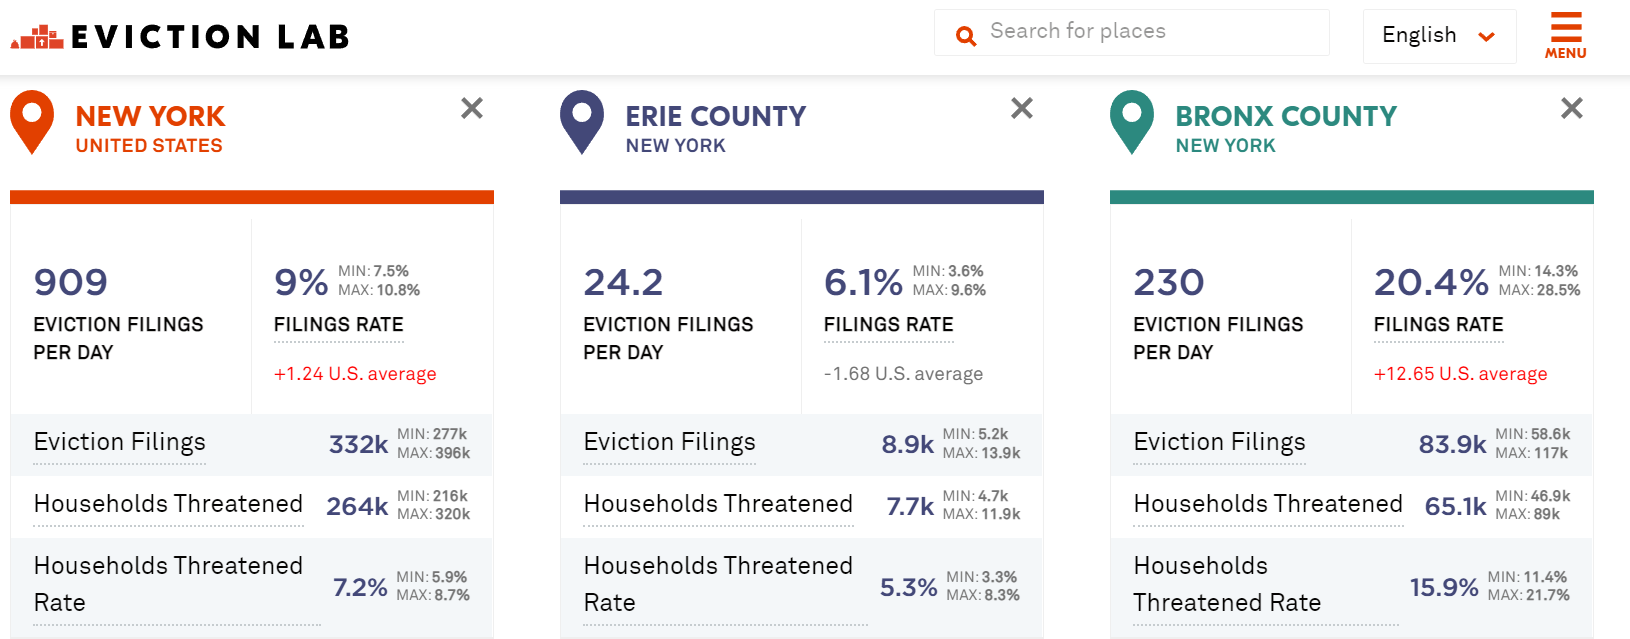 EVICTION LAB
Search for places
English
MENU
NEW YORK
UNITED STATES
909
EVICTION FILINGS
PER DAY
9%
MIN: 7.5%
MAX: 10.8%
FILINGS RATE
+1.24 U.S. average
Eviction Filings
332k
MIN: 277k
MAX: 396k
Households Threatened
264k
MIN: 216k
MAX: 320k
Households Threatened
Rate
7.2%
MIN: 5.9%
MAX: 8.7%
ERIE COUNTY
NEW YORK
24.2
EVICTION FILINGS
PER DAY
6.1%
MIN: 3.6%
MAX: 9.6%
FILINGS RATE
-1.68 U.S. average
Eviction Filings
8.9k
MIN: 5.2k
MAX: 13.9k
Households Threatened
7.7k
MIN: 4.7k
MAX: 11.9k
Households Threatened
Rate
5.3%
MIN: 3.3%
MAX: 8.3%
BRONX COUNTY
NEW YORK
230
EVICTION FILINGS
PER DAY
20.4%
MIN: 14.3%
MAX: 28.5%
FILINGS RATE
+12.65 U.S. average
Eviction Filings
83.9k
MIN: 58.6k
MAX: 117k
Households Threatened
65.1k
MIN: 46.9k
MAX: 89k
Households
Threatened Rate
15.9%
MIN: 11.4%
MAX: 21.7%